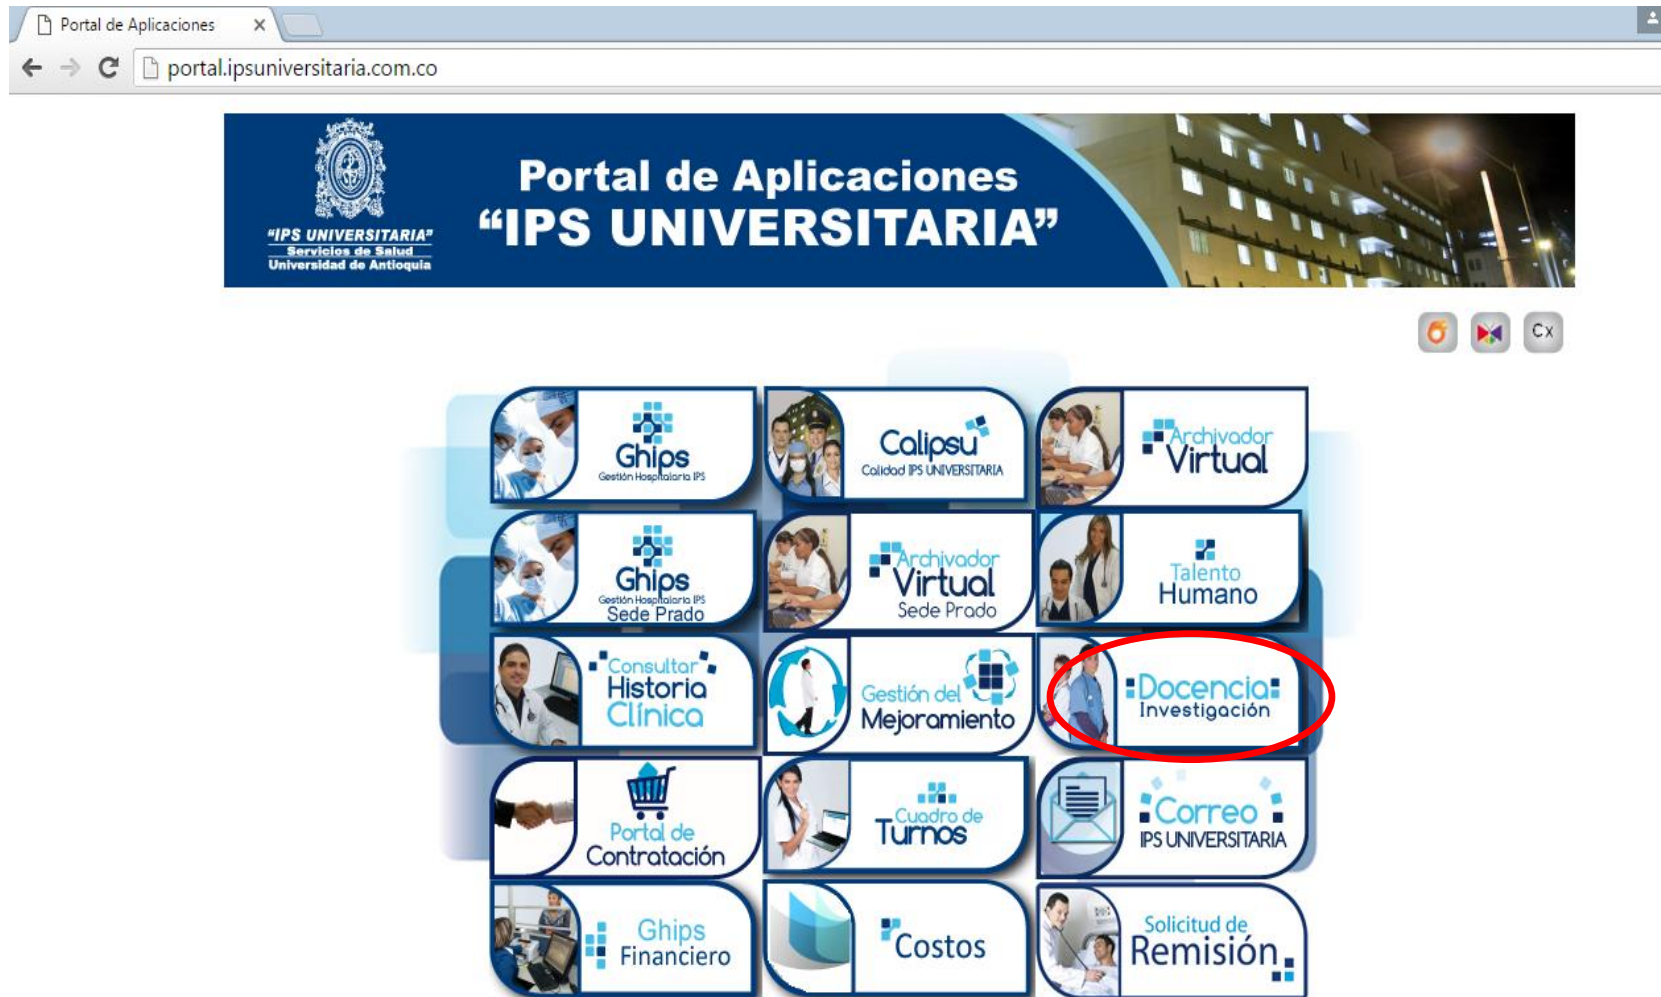 Portal de Aplicaciones
portal.ipsuniversitaria.com.co
"IPS UNIVERSITARIA"
Servicios de Salud
Universidad de Antioquia
Portal de Aplicaciones
“IPS UNIVERSITARIA”
Cx
Ghips
Gestión Hospitalaria IPS
Calipsu
Calidad IPS UNIVERSITARIA
Archivador
Virtual
Ghips
Gestión Hospitalaria IPS
Sede Prado
Archivador
Virtual
Sede Prado
Talento
Humano
Consultar
Historia
Clínica
Gestión del
Mejoramiento
Docencia
Investigación
Portal de
Contratación
Cuadro de
Turnos
Correo
IPS UNIVERSITARIA
Ghips
Financiero
Costos
Solicitud de
Remisión